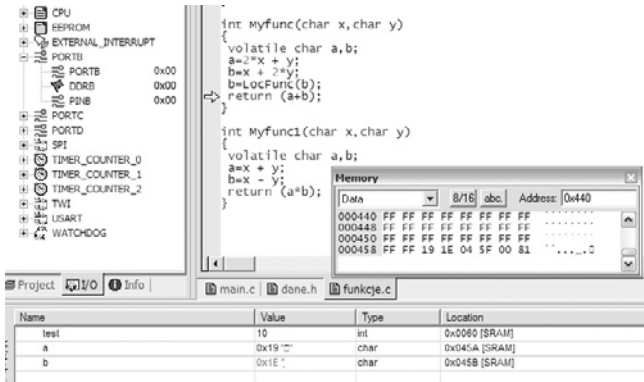 CPU
EEPROM
EXTERNAL_INTERRUPT
PORTB
PORTB 0x00
DDRB 0x00
PINB 0x00
PORTC
PORTD
SPI
TIMER_COUNTER_0
TIMER_COUNTER_1
TIMER_COUNTER_2
TWI
USART
WATCHDOG
Project I/O Info
int Myfunc(char x,char y)
{
volatile char a,b;
a=2*x + y;
b=x + 2*y;
b=LocFunc(b);
return (a+b);
}
int Myfunc1(char x,char y)
{
volatile char a,b;
a=x + y;
b=x - y;
return (a*b);
}
Memory
Data 8/16 abc. Address: 0x440
000440 FF FF FF FF FF FF FF FF
000448 FF FF FF FF FF FF FF FF
000450 FF FF FF FF FF FF FF FF
000458 FF FF 19 1E 04 5F 00 81
main.c dane.h funkcje.c
Name Value Type Location
test 10 int 0x0060 [SRAM]
a 0x19 char 0x045A [SRAM]
b 0x1E char 0x045B [SRAM]